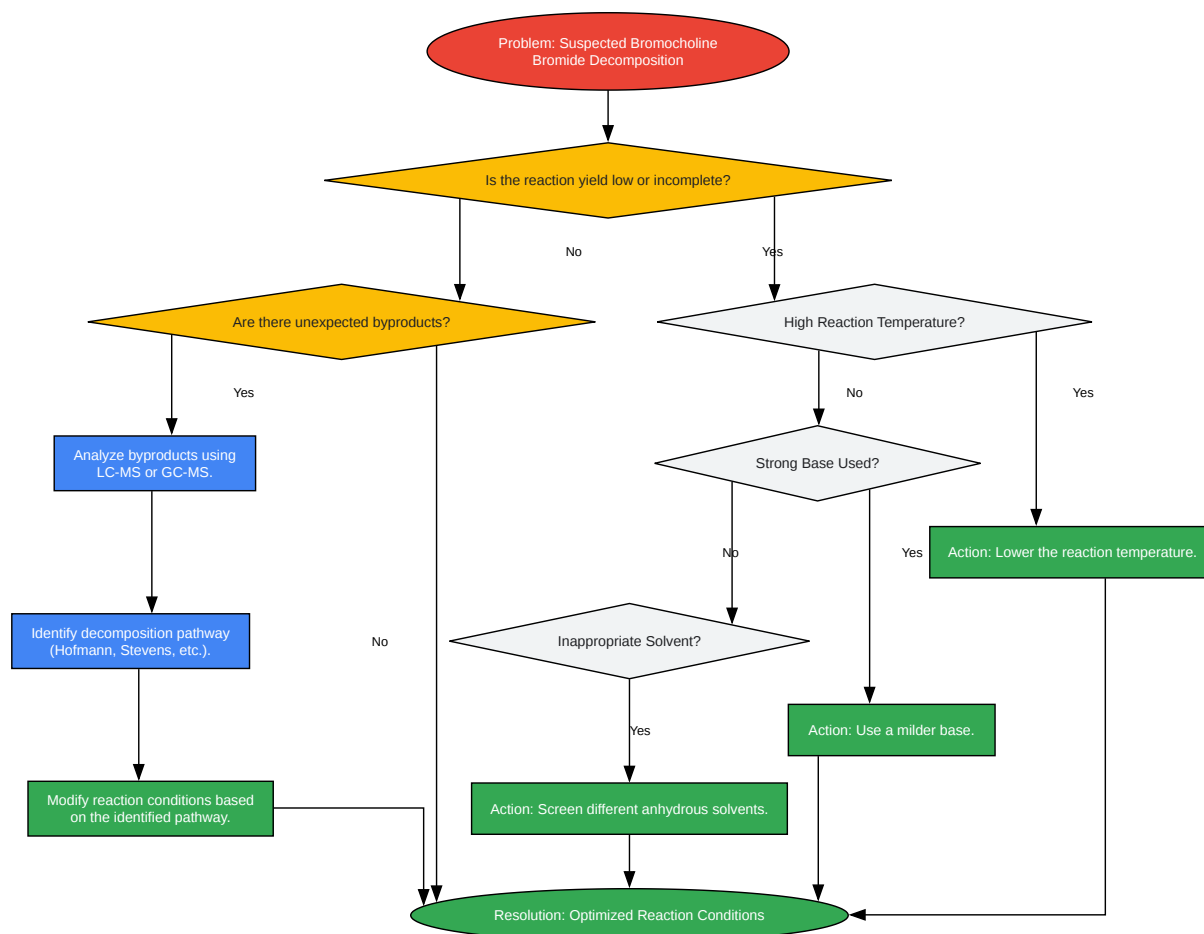 Problem: Suspected Bromocholine
Bromide Decomposition
Is the reaction yield low or incomplete?
No
Yes
Are there unexpected byproducts?
High Reaction Temperature?
Yes
No
Yes
Analyze byproducts using
LC-MS or GC-MS.
Strong Base Used?
No
Yes
Action: Lower the reaction temperature.
Identify decomposition pathway
(Hofmann, Stevens, etc.).
No
Inappropriate Solvent?
Yes
Action: Use a milder base.
Modify reaction conditions based
on the identified pathway.
Action: Screen different anhydrous solvents.
Resolution: Optimized Reaction Conditions